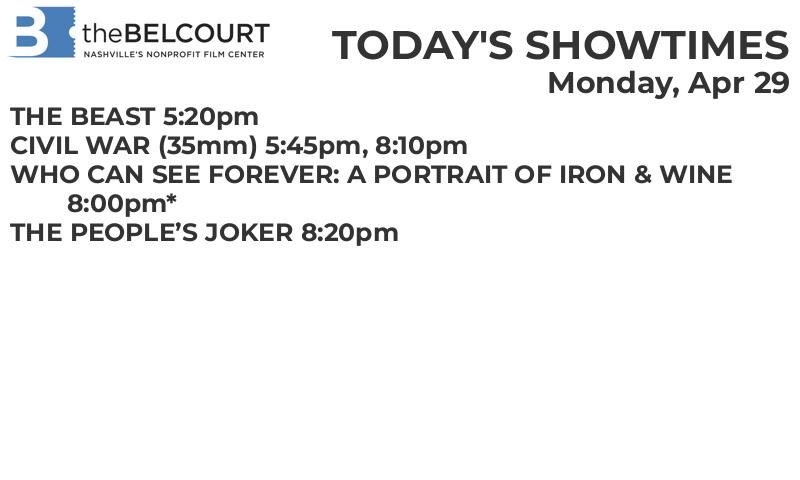 B theBELCOURT
NASHVILLE'S NONPROFIT FILM CENTER
TODAY'S SHOWTIMES
Monday, Apr 29
THE BEAST 5:20pm
CIVIL WAR (35mm) 5:45pm, 8:10pm
WHO CAN SEE FOREVER: A PORTRAIT OF IRON & WINE
8:00pm*
THE PEOPLE’S JOKER 8:20pm